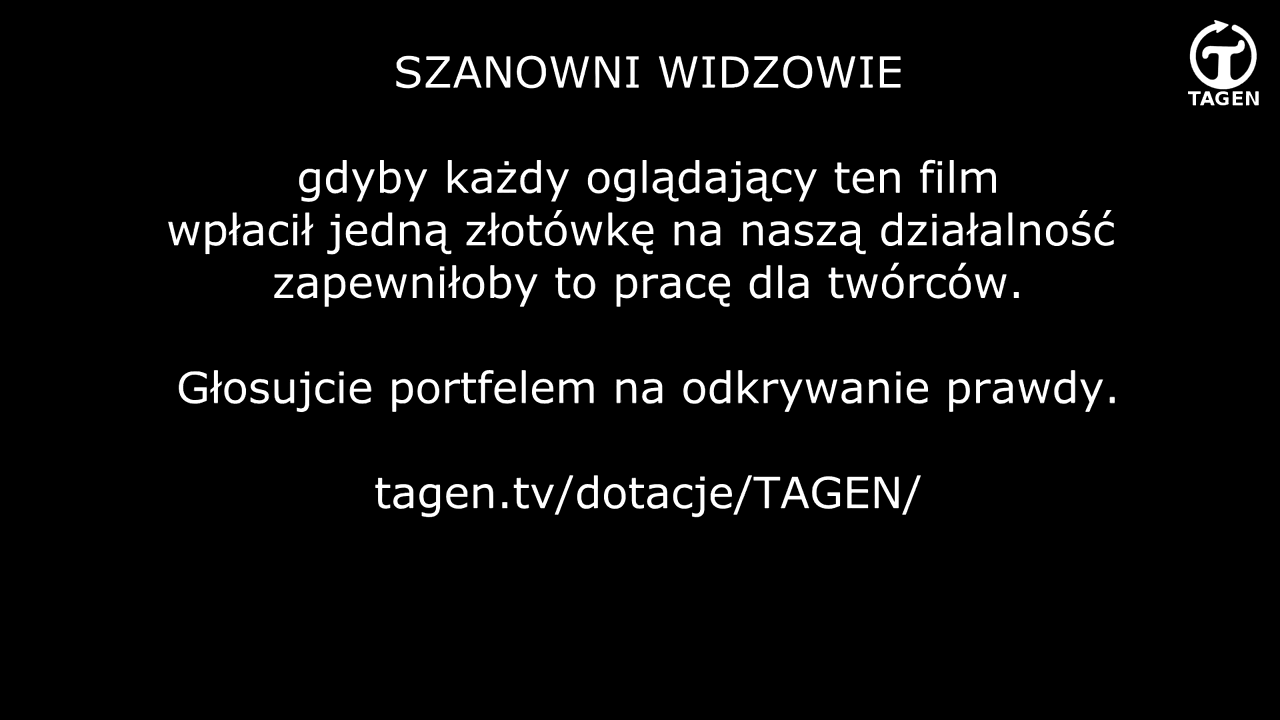 SZANOWNI WIDZOWIE
TAGEN
gdyby każdy oglądający ten film
wpłacił jedną złotówkę na naszą działalność
zapewniłoby to pracę dla twórców.
Głosujcie portfelem na odkrywanie prawdy.
tagen.tv/dotacje/TAGEN/